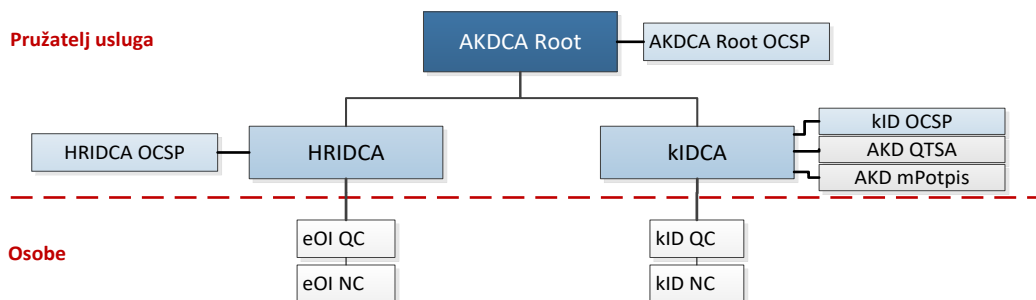 Pružatelj usluga
AKDCA Root
AKDCA Root OCSP
HRIDCA OCSP
HRIDCA
kIDCA
kID OCSP
AKD QTSA
AKD mPotpis
Osobe
eOI QC
eOI NC
kID QC
kID NC